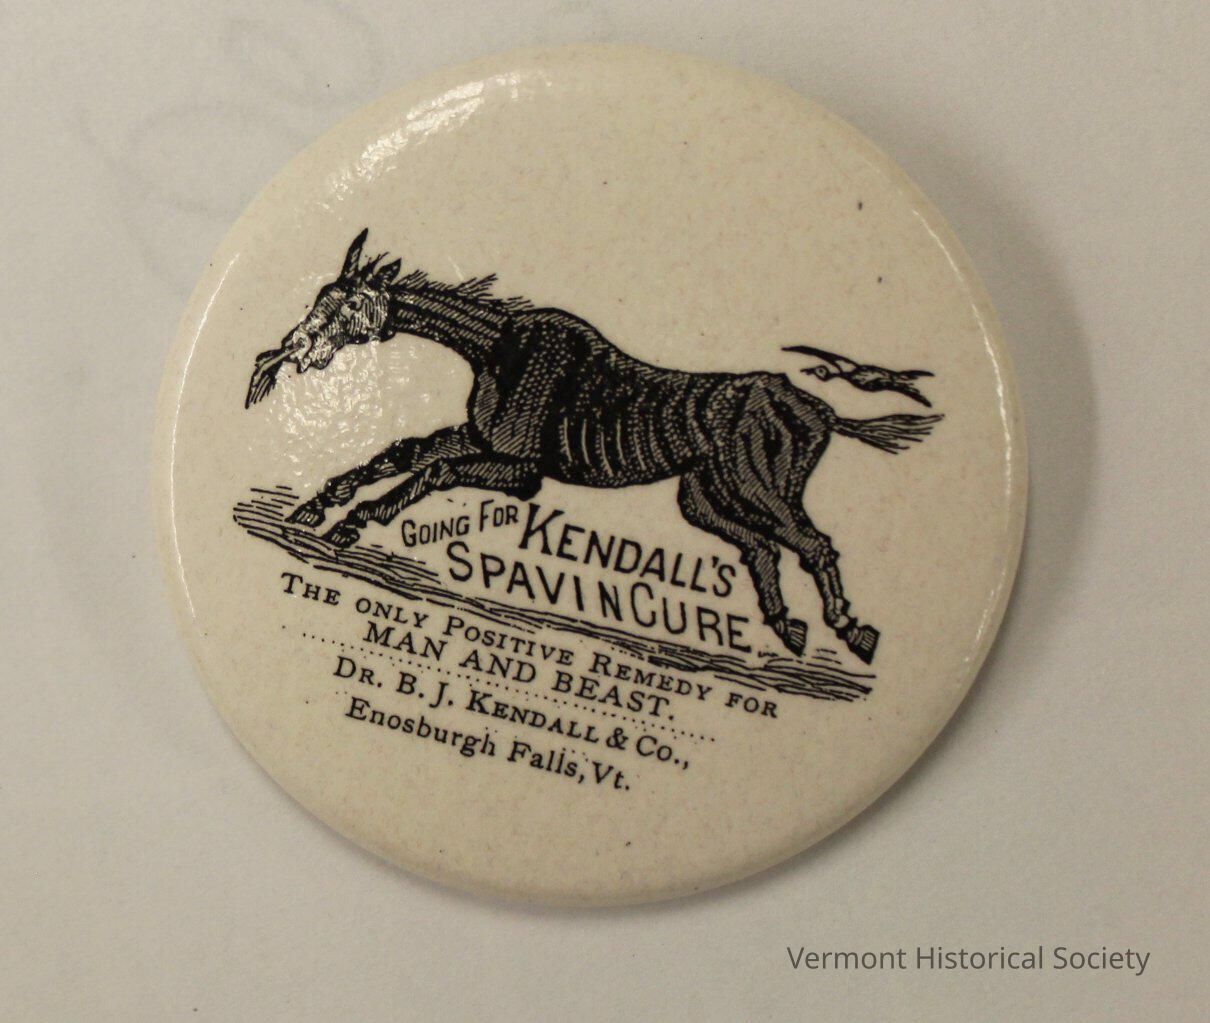 GOING FOR KENDALL'S
SPAVIN CURE
THE ONLY POSITIVE REMEDY FOR
MAN AND BEAST.
DR. B. J. KENDALL & CO.,
Enosburgh Falls, Vt.
Vermont Historical Society